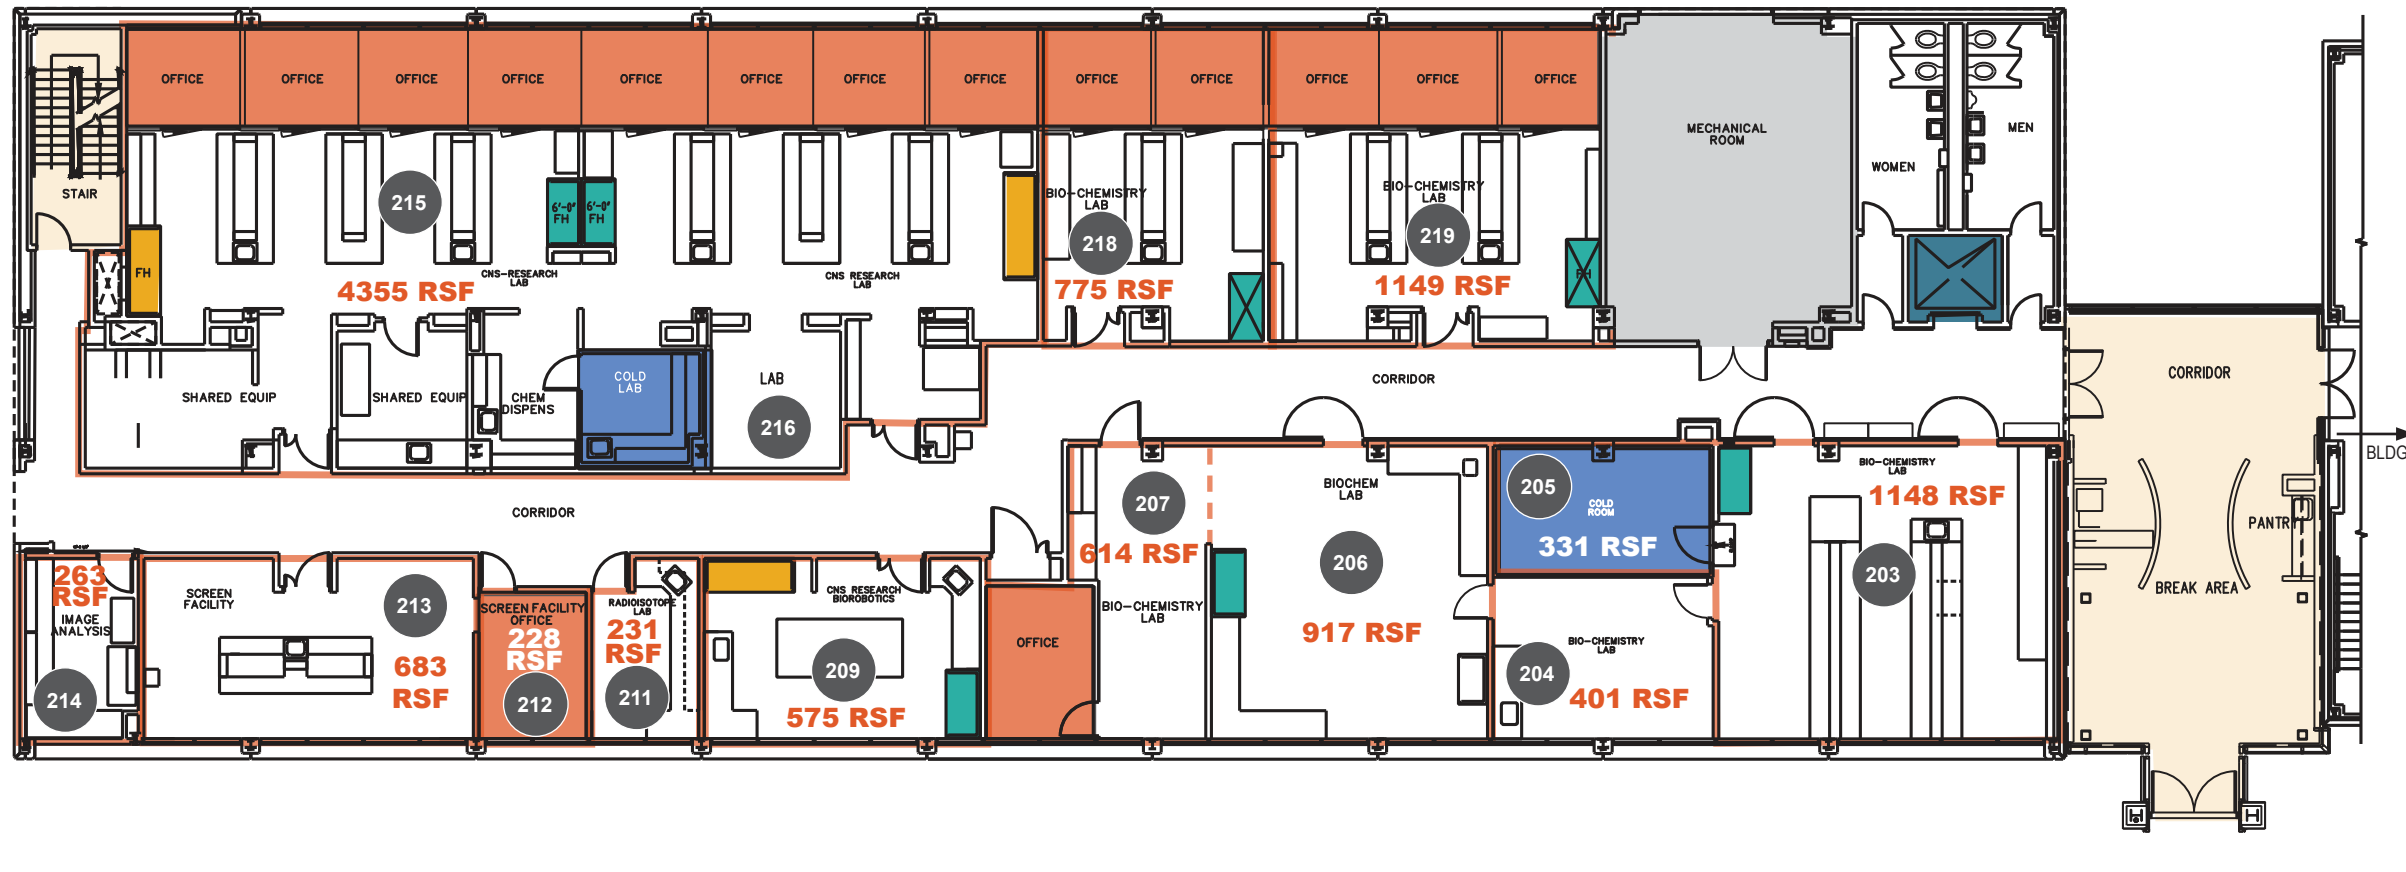 OFFICE
OFFICE
OFFICE
OFFICE
OFFICE
OFFICE
OFFICE
OFFICE
OFFICE
OFFICE
OFFICE
OFFICE
OFFICE
MECHANICAL
ROOM
MEN
WOMEN
STAIR
215
6'-0"
FH
6'-0"
FH
BIO-CHEMISTRY
LAB
218
775 RSF
BIO-CHEMISTRY
LAB
219
1149 RSF
FH
FH
CNS-RESEARCH
LAB
CNS RESEARCH
LAB
4355 RSF
SHARED EQUIP
SHARED EQUIP
CHEM
DISPENS
COLD
LAB
LAB
216
CORRIDOR
CORRIDOR
BLDG
CORRIDOR
207
614 RSF
BIO-CHEMISTRY
LAB
BIOCHEM
LAB
206
917 RSF
205
COLD
ROOM
331 RSF
BIO-CHEMISTRY
LAB
1148 RSF
203
PANTRY
BREAK AREA
263
RSF
IMAGE
ANALYSIS
214
SCREEN
FACILITY
213
683
RSF
SCREEN FACILITY
OFFICE
228
RSF
212
RADIOISOTOPE
LAB
231
RSF
211
CNS RESEARCH
BIOROBOTICS
209
575 RSF
OFFICE
BIO-CHEMISTRY
LAB
204
401 RSF